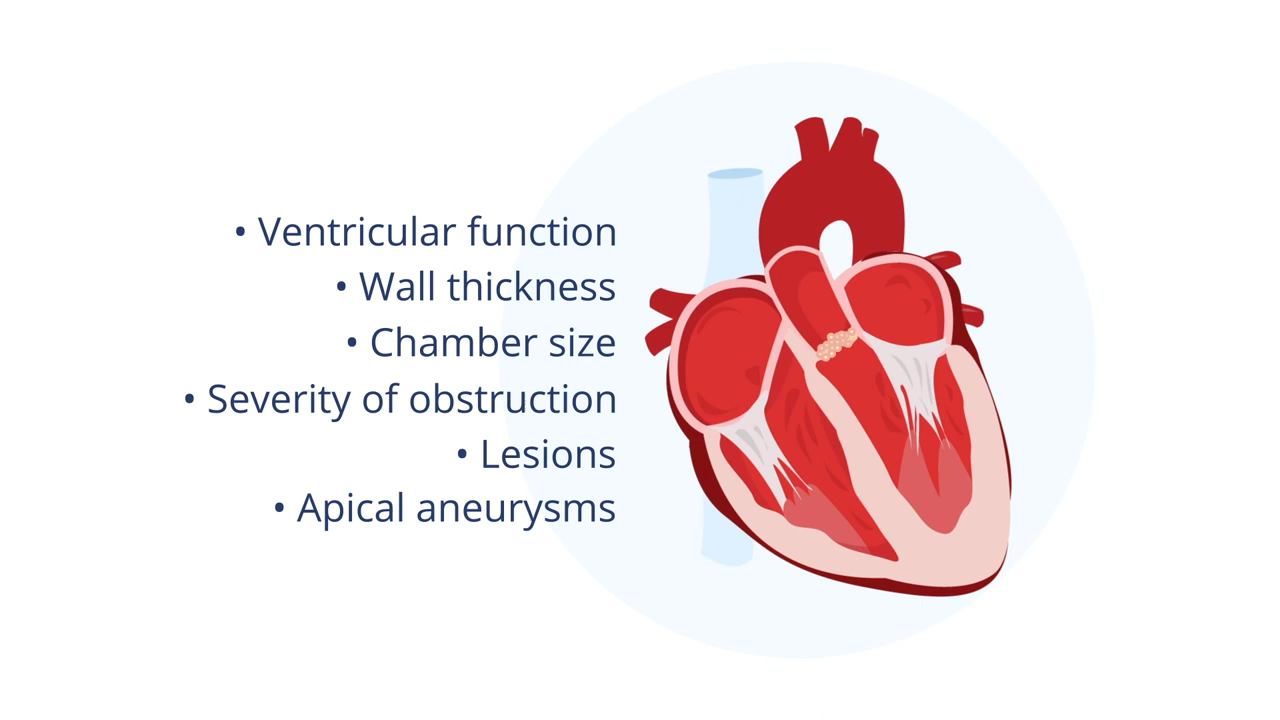 • Ventricular function
• Wall thickness
• Chamber size
• Severity of obstruction
• Lesions
• Apical aneurysms